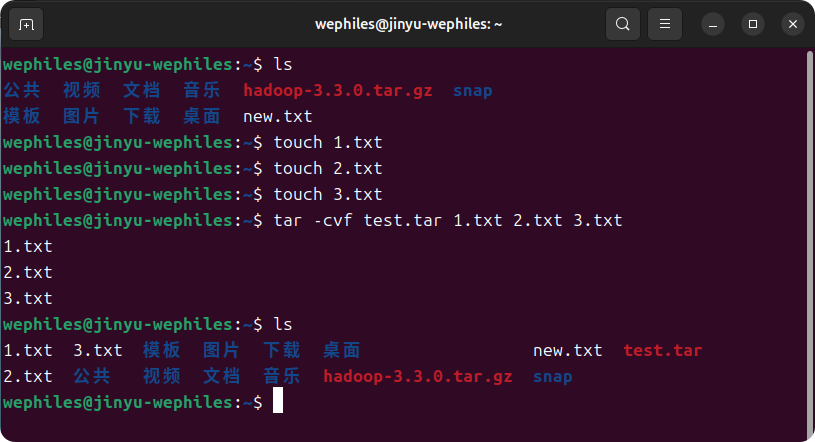 wephiles@jinyu-wephiles: ~
wephiles@jinyu-wephiles:~$ ls
公共 视频 文档 音乐 hadoop-3.3.0.tar.gz snap
模板 图片 下载 桌面 new.txt
wephiles@jinyu-wephiles:~$ touch 1.txt
wephiles@jinyu-wephiles:~$ touch 2.txt
wephiles@jinyu-wephiles:~$ touch 3.txt
wephiles@jinyu-wephiles:~$ tar -cvf test.tar 1.txt 2.txt 3.txt
1.txt
2.txt
3.txt
wephiles@jinyu-wephiles:~$ ls
1.txt 3.txt 模板 图片 下载 桌面 new.txt test.tar
2.txt 公共 视频 文档 音乐 hadoop-3.3.0.tar.gz snap
wephiles@jinyu-wephiles:~$